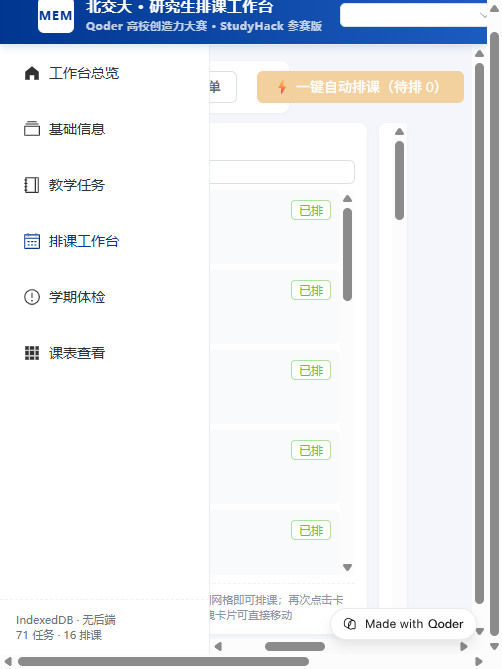 MEM
北交大 • 研究生排课工作台
Qoder 高校创造力大赛 • StudyHack 参赛版
工作台总览
基础信息
教学任务
排课工作台
学期体检
课表查看
单
一键自动排课（待排 0）
已排
已排
已排
已排
已排
网格即可排课；再次点击卡
卡片可直接移动
IndexedDB · 无后端
71 任务 · 16 排课
Made with Qoder